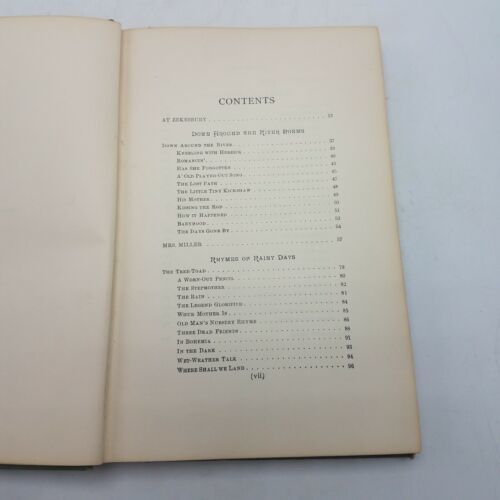 CONTENTS
AT ZEKESBURY . . . 13
DOWN AROUND THE RIVER POEMS
DOWN AROUND THE RIVER . . . 37
KNEELING WITH HERRICK . . . 39
ROMANCIN' . . . 40
HAS SHE FORGOTTEN . . . 43
A' OLD PLAYED-OUT SONG . . . 45
THE LOST PATH . . . 47
THE LITTLE TINY KICKSHAW . . . 48
HIS MOTHER . . . 49
KISSING THE ROD . . . 50
HOW IT HAPPENED . . . 51
BABYHOOD . . . 53
THE DAYS GONE BY . . . 54
MRS. MILLER . . . 57
RHYMES OF RAINY DAYS
THE TREE-TOAD . . . 79
A WORN-OUT PENCIL . . . 80
THE STEPMOTHER . . . 82
THE RAIN . . . 83
THE LEGEND GLORIFIED . . . 84
WHUR MOTHER IS . . . 85
OLD MAN'S NURSERY RHYME . . . 86
THREE DEAD FRIENDS . . . 88
IN BOHEMIA . . . 91
IN THE DARK . . . 93
WET-WEATHER TALK . . . 94
WHERE SHALL WE LAND . . . 96
(vii)